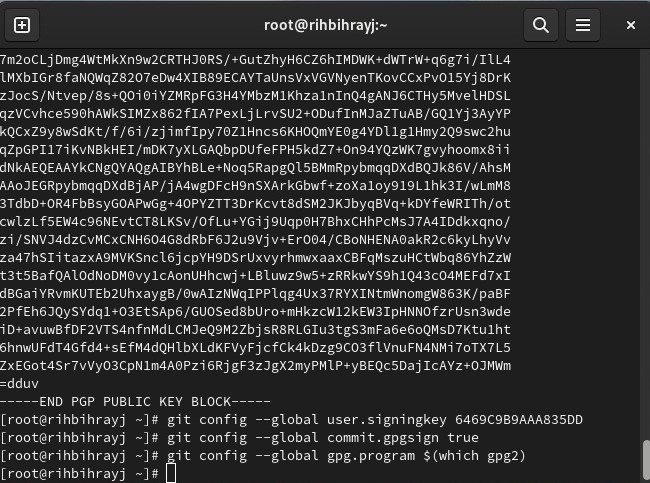 root@rihbihrayj:~
7m2oCLjDmg4WtMkXn9w2CRTHJ0RS/+GutZhyH6CZ6hIMDWK+dWTrW+q6g7i/IlL4
lMXbIGr8faNQWqZ82O7eDw4XIB89ECAYTaUnsVxVGVNyenTKovCCxPvO15Yj8DrK
zJocS/Ntvep/8s+QOi0iYZMRpFG3H4YMbzM1Khza1nInQ4gANJ6CTHy5MvelHDSL
qzVCvhce590hAWkSIMZx862fIA7PexLjLrvSU2+ODufInMJaZTuAB/GQ1Yj3AyYP
kQCxZ9y8wSdKt/f/6i/zjimfIpy70Z1Hncs6KHOQmYE0g4YDl1g1Hmy2Q9swc2hu
qZpGPI17iKvNBkHEI/mDK7yXLGAQbpDUfeFPH5kdZ7+On94YQzWK7gvyhoomx8ii
dNkAEQEAAYkCNgQYAQgAIBYhBLe+Noq5RapgQl5BMmRpybmqqDXdBQJk86V/AhsM
AAoJEGRpybmqqDXdBjAP/jA4wgDFcH9nSXArkGbwf+zoXa1oy919L1hk3I/wLmM8
3TdbD+OR4FbBsyGOAPwGg+4OPYZTT3DrKcvt8dSM2JKJbyqBVq+kDYfeWRITh/ot
cwlzLf5EW4c96NEvtCT8LKSv/OfLu+YGij9Uqp0H7BhxCHhPcMsJ7A4IDdkxqno/
zi/SNVJ4dzCvMCxCNH6O4G8dRbF6J2u9Vjv+ErO04/CBoNHENA0akR2c6kyLhyVv
za47hSIitazxA9MVKSncl6jcpYH9DSrUxvyrhmwxaaxCBFqMszuHCtWbq86YhZzW
t3t5BafQAlOdNoDM0vy1cAonUHhcwj+LBluwz9w5+zRRkwYS9h1Q43cO4MEFd7xI
dBGaiYRvmKUTEb2UhxaygB/0wAIzNWqIPPlqg4Ux37RYXINtmWnomgW863K/paBF
2PfEh6JQySYdq1+O3EtSAp6/GUOSed8bUro+mHkzcW12kEW3IpHNNOfzrUsn3wde
iD+avuwBfDF2VTS4nfnMdLCMJeQ9M2ZbjsR8RLGIu3tgS3mFa6e6oQMsD7Ktu1ht
6hnwUFdT4Gfd4+sEfM4dQHlbXLdKFVyFjcfCk4kDzg9CO3flVnuFN4NMi7oTX7L5
ZxEGot4Sr7vVyO3CpN1m4A0Pzi6RjgF3zJgX2myPMlP+yBEQc5DajIcAYz+OJMWm
=dduv
-----END PGP PUBLIC KEY BLOCK-----
[root@rihbihrayj ~]# git config --global user.signingkey 6469C9B9AAA835DD
[root@rihbihrayj ~]# git config --global commit.gpgsign true
[root@rihbihrayj ~]# git config --global gpg.program $(which gpg2)
[root@rihbihrayj ~]#